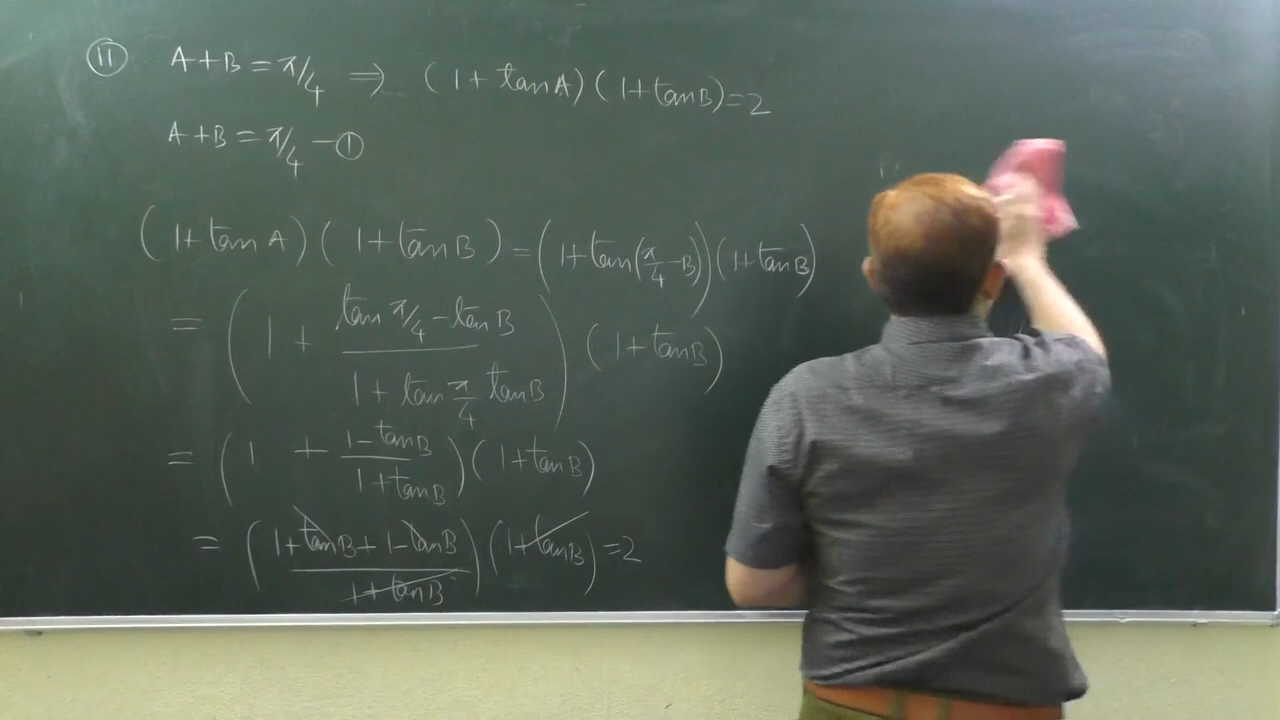 ⑪ A+B=π/4 ⇒ (1+tanA)(1+tanB)=2
A+B=π/4 -①
(1+tanA)(1+tanB)=(1+tan(π/4-B))(1+tanB)
= (1+ (tan π/4-tanB)/(1+tan π/4 tanB)) (1+tanB)
= (1 + (1-tanB)/(1+tanB))(1+tanB)
= ((1+tanB+1-tanB)/(1+tanB))(1+tanB)=2